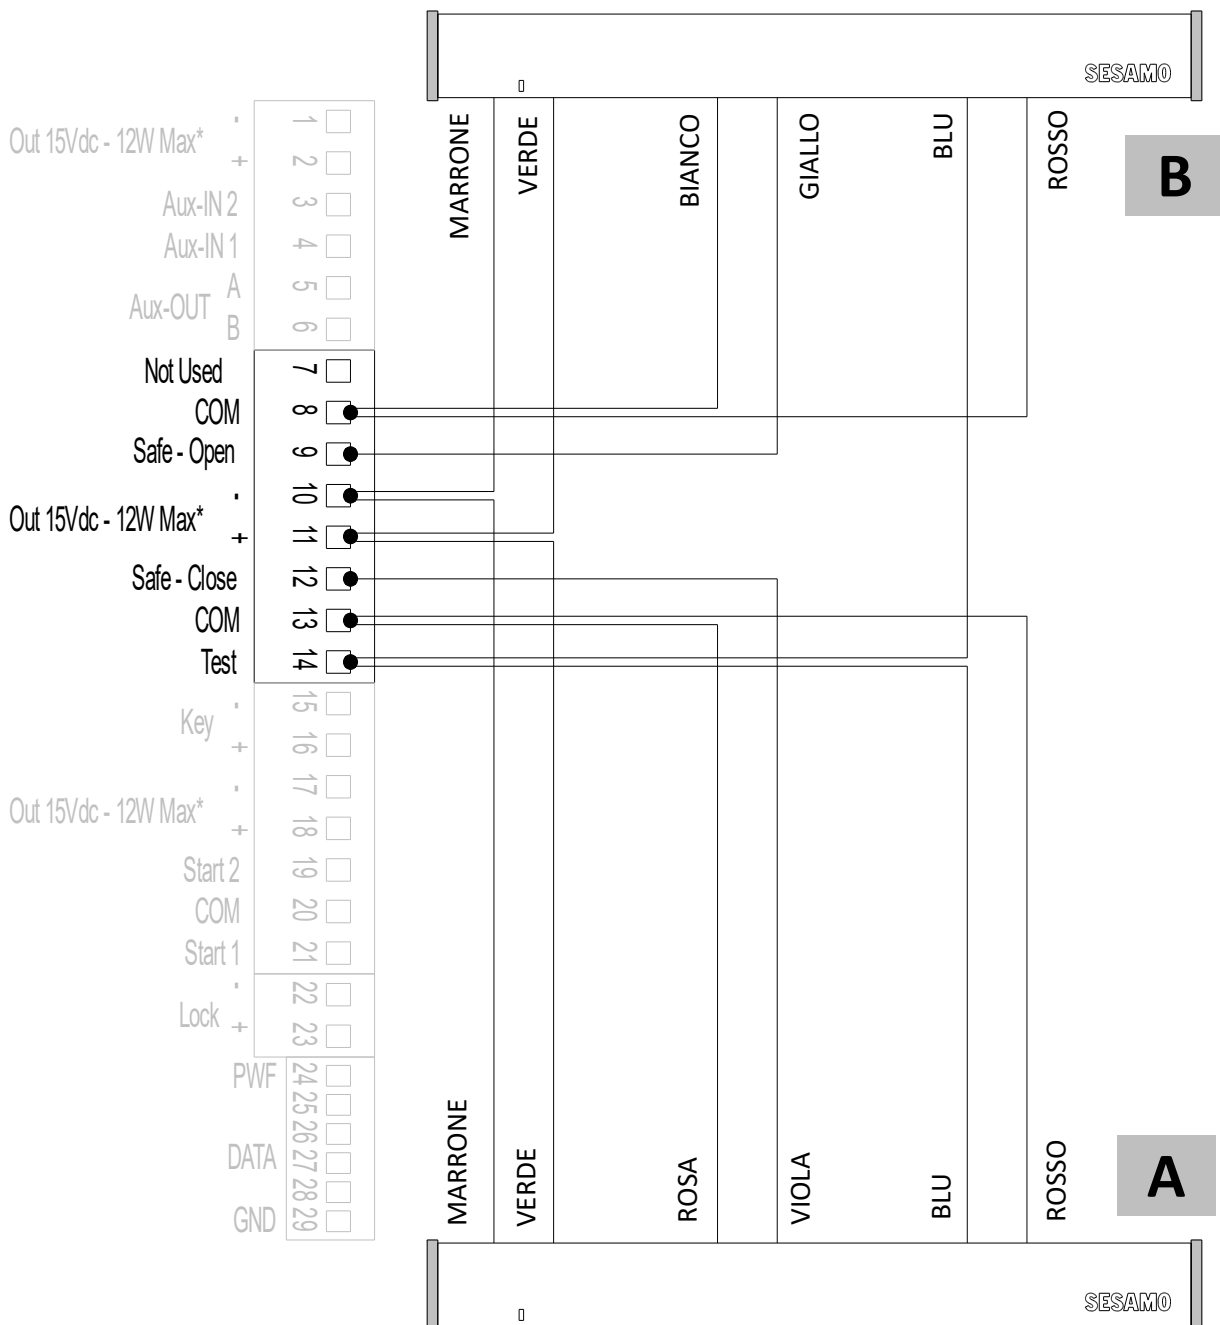 SESAMO
MARRONE
VERDE
BIANCO
GIALLO
BLU
ROSSO
B
Out 15Vdc - 12W Max*
-
+
1
2
Aux-IN 2
3
Aux-IN 1
4
Aux-OUT
A
B
5
6
Not Used
7
COM
8
Safe - Open
9
Out 15Vdc - 12W Max*
-
+
10
11
Safe - Close
12
COM
13
Test
14
Key
-
+
15
16
Out 15Vdc - 12W Max*
-
+
17
18
Start 2
19
COM
20
Start 1
21
Lock
-
+
22
23
PWF
24
25
26
DATA
27
28
GND
29
MARRONE
VERDE
ROSA
VIOLA
BLU
ROSSO
A
SESAMO